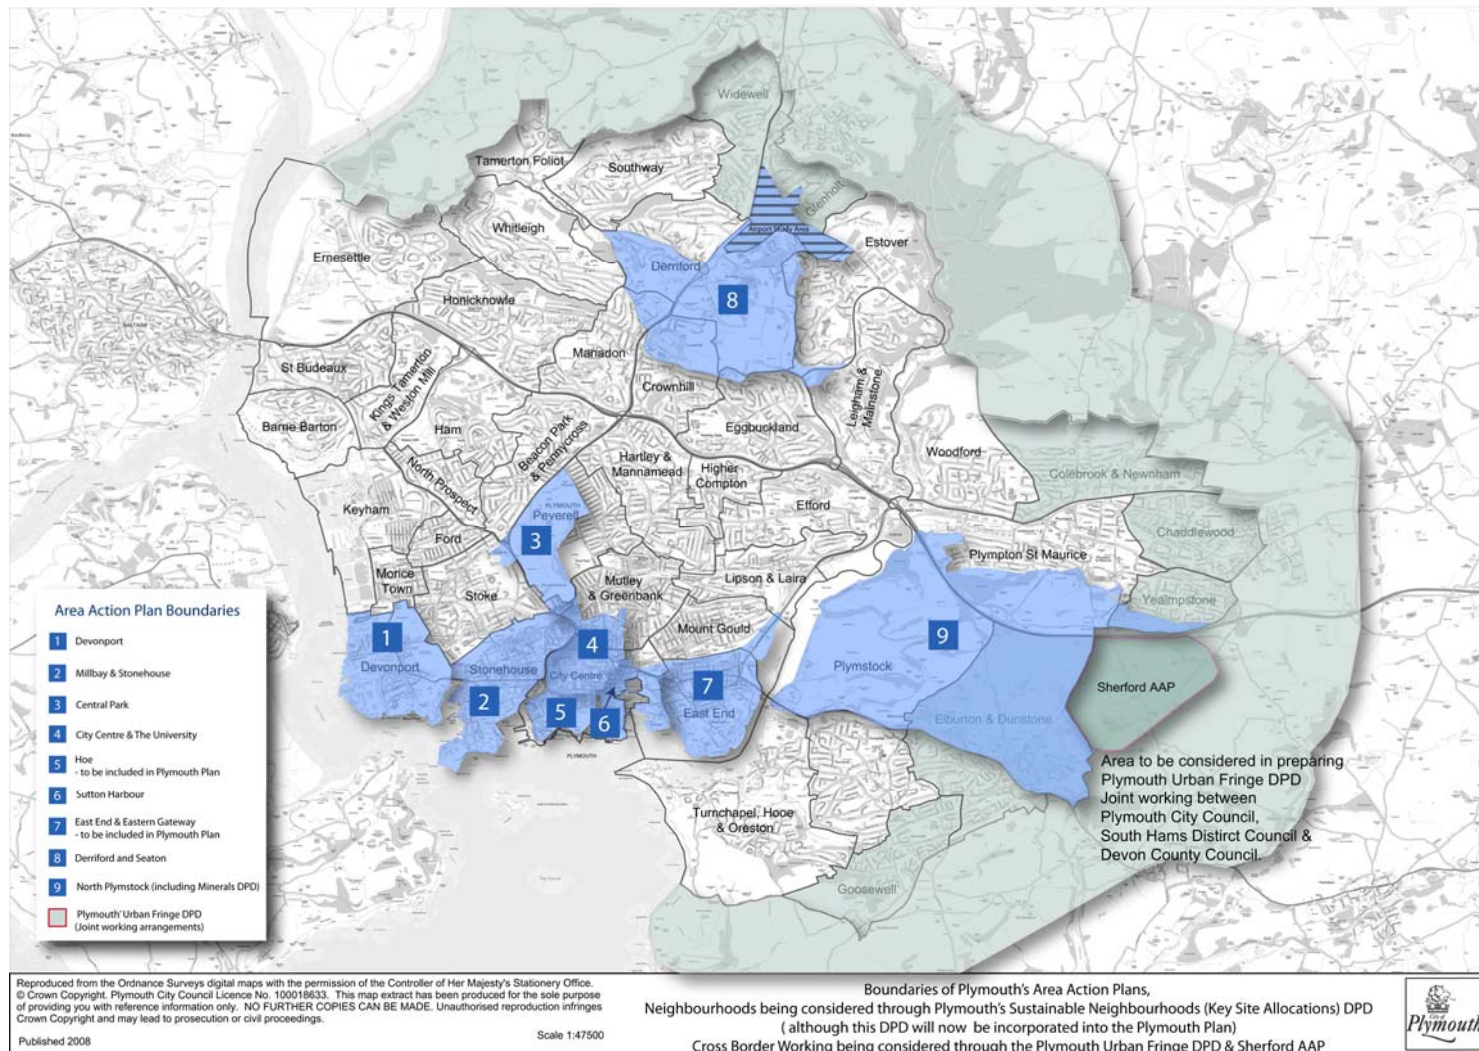 Widewell
Tamerton Foliot
Southway
Glenholt
Airport Study Area
Whitleigh
Estover
Ernesettle
Derriford
8
Honicknowle
Manadon
St Budeaux
Kings Tamerton
& Weston Mill
Crownhill
Leigham &
Mainstone
Barne Barton
Ham
Beacon Park
& Pennycross
Eggbuckland
Woodford
Hartley &
Mannamead
Higher
Compton
Colebrook & Newnham
North Prospect
Keyham
PLYMOUTH
Peverell
Efford
3
Ford
Chaddlewood
Plympton St Maurice
Morice
Town
Stoke
Mutley
& Greenbank
Lipson & Laira
Yealmpstone
Mount Gould
1
4
9
Devonport
Stonehouse
City Centre
Plymstock
2
5
6
7
East End
Sherford AAP
Elburton & Dunstone
PLYMOUTH
Turnchapel, Hooe
& Oreston
Goosewell
Area to be considered in preparing
Plymouth Urban Fringe DPD
Joint working between
Plymouth City Council,
South Hams Distirct Council &
Devon County Council.
Area Action Plan Boundaries
1 Devonport
2 Millbay & Stonehouse
3 Central Park
4 City Centre & The University
5 Hoe
- to be included in Plymouth Plan
6 Sutton Harbour
7 East End & Eastern Gateway
- to be included in Plymouth Plan
8 Derriford and Seaton
9 North Plymstock (including Minerals DPD)
Plymouth' Urban Fringe DPD
(Joint working arrangements)
Reproduced from the Ordnance Surveys digital maps with the permission of the Controller of Her Majesty's Stationery Office.
© Crown Copyright. Plymouth City Council Licence No. 100018633. This map extract has been produced for the sole purpose
of providing you with reference information only. NO FURTHER COPIES CAN BE MADE. Unauthorised reproduction infringes
Crown Copyright and may lead to prosecution or civil proceedings.
Published 2008
Scale 1:47500
Boundaries of Plymouth's Area Action Plans,
Neighbourhoods being considered through Plymouth's Sustainable Neighbourhoods (Key Site Allocations) DPD
( although this DPD will now be incorporated into the Plymouth Plan)
Cross Border Working being considered through the Plymouth Urban Fringe DPD & Sherford AAP
City of
Plymouth